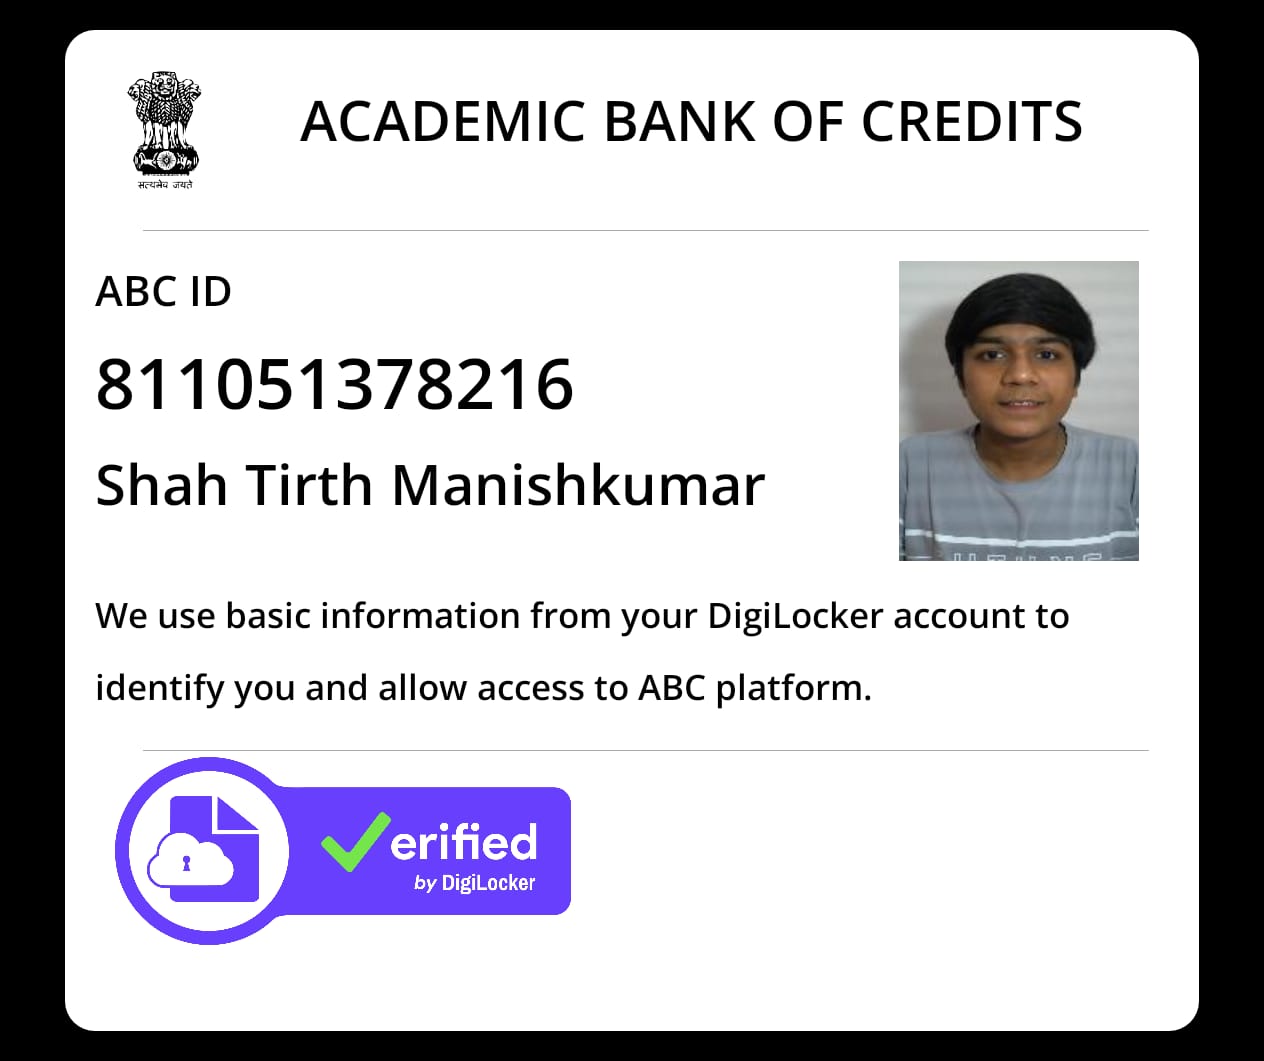 सत्यमेव जयते
ACADEMIC BANK OF CREDITS
ABC ID
811051378216
Shah Tirth Manishkumar
We use basic information from your DigiLocker account to
identify you and allow access to ABC platform.
erified
by DigiLocker